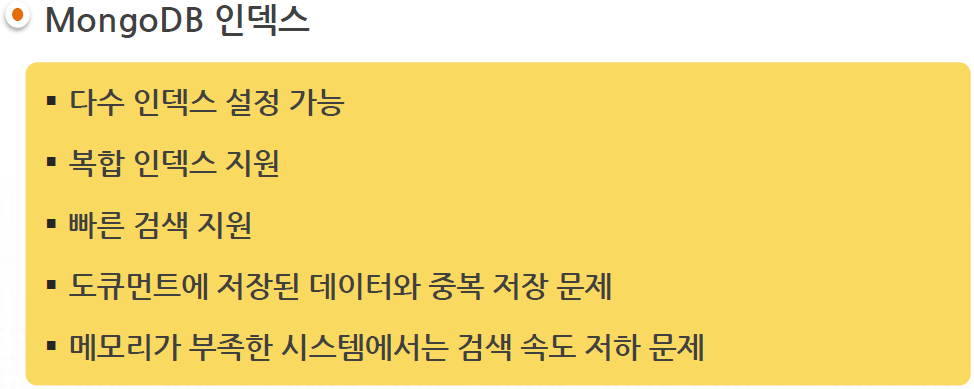 MongoDB 인덱스
▪ 다수 인덱스 설정 가능
▪ 복합 인덱스 지원
▪ 빠른 검색 지원
▪ 도큐먼트에 저장된 데이터와 중복 저장 문제
▪ 메모리가 부족한 시스템에서는 검색 속도 저하 문제